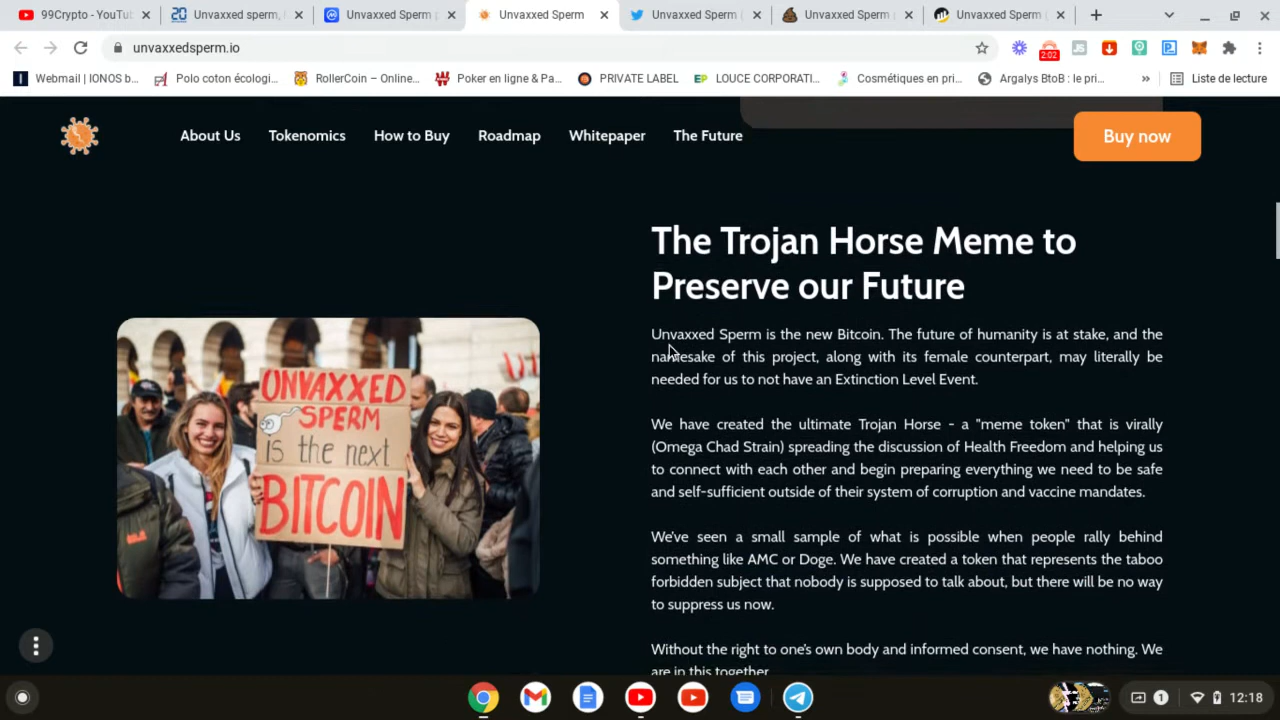 99Crypto - YouTu
Unvaxxed sperm,
Unvaxxed Sperm p
Unvaxxed Sperm
Unvaxxed Sperm (
Unvaxxed Sperm
Unvaxxed Sperm (
unvaxxedsperm.io
2:02
JS
Webmail | IONOS b...
Polo coton écologi...
RollerCoin – Online...
Poker en ligne & Pa...
PRIVATE LABEL
EP
LOUCE CORPORATI...
Cosmétiques en pri...
Argalys BtoB : le pri...
»
Liste de lecture
About Us
Tokenomics
How to Buy
Roadmap
Whitepaper
The Future
Buy now
The Trojan Horse Meme to
Preserve our Future
Unvaxxed Sperm is the new Bitcoin. The future of humanity is at stake, and the
namesake of this project, along with its female counterpart, may literally be
needed for us to not have an Extinction Level Event.
We have created the ultimate Trojan Horse - a "meme token" that is virally
(Omega Chad Strain) spreading the discussion of Health Freedom and helping us
to connect with each other and begin preparing everything we need to be safe
and self-sufficient outside of their system of corruption and vaccine mandates.
We've seen a small sample of what is possible when people rally behind
something like AMC or Doge. We have created a token that represents the taboo
forbidden subject that nobody is supposed to talk about, but there will be no way
to suppress us now.
Without the right to one's own body and informed consent, we have nothing. We
are in this together
UNVAXXED
SPERM
is the next
BITCOIN
1
12:18